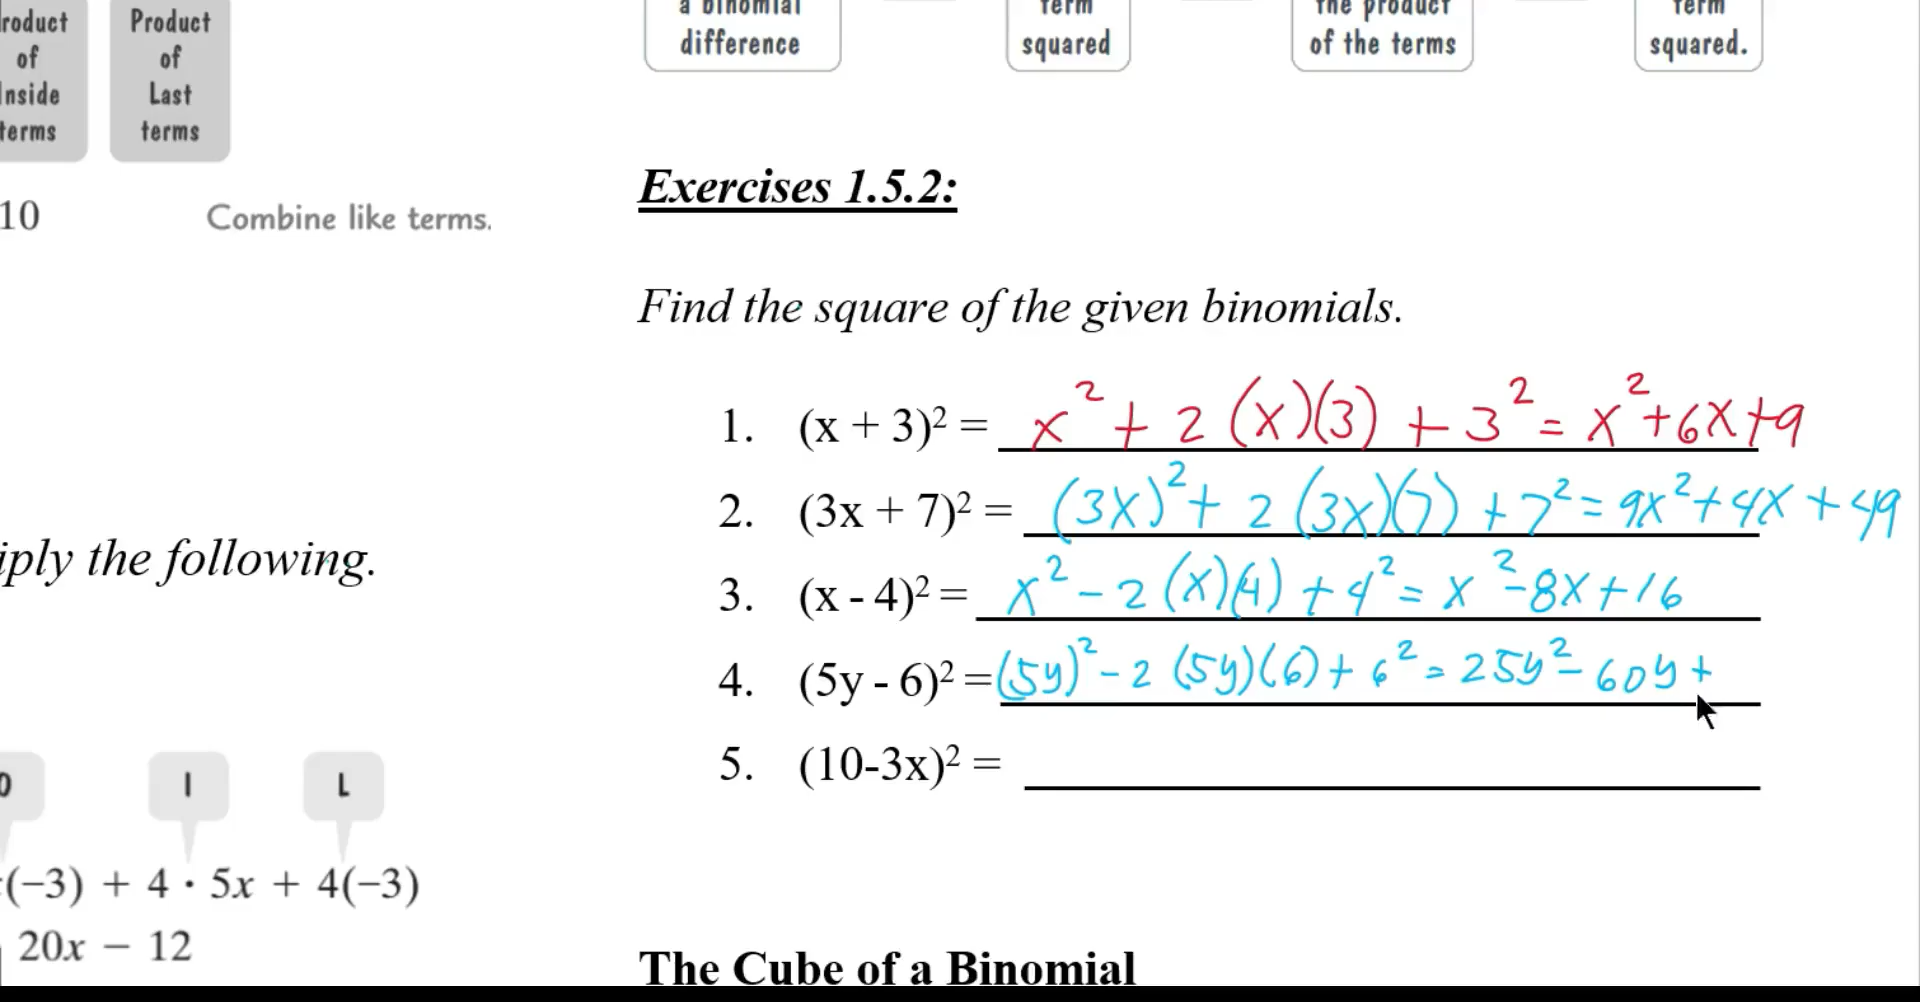 Product
of
Last
terms
a binomial
difference
term
squared
the product
of the terms
term
squared.
of
terms
10
Combine like terms.
Exercises 1.5.2:
Find the square of the given binomials.
1. (x + 3)² = x² + 2 (x)(3) + 3² = x² + 6x + 9
2. (3x + 7)² = (3x)² + 2 (3x)(7) + 7² = 9x² + 4x + 49
3. (x - 4)² = x² - 2 (x)(4) + 4² = x² - 8x + 16
4. (5y - 6)² = (5y)² - 2 (5y)(6) + 6² = 25y² - 60y +
5. (10-3x)² =
the following.
I
L
(−3) + 4 · 5x + 4(−3)
20x − 12
The Cube of a Binomial